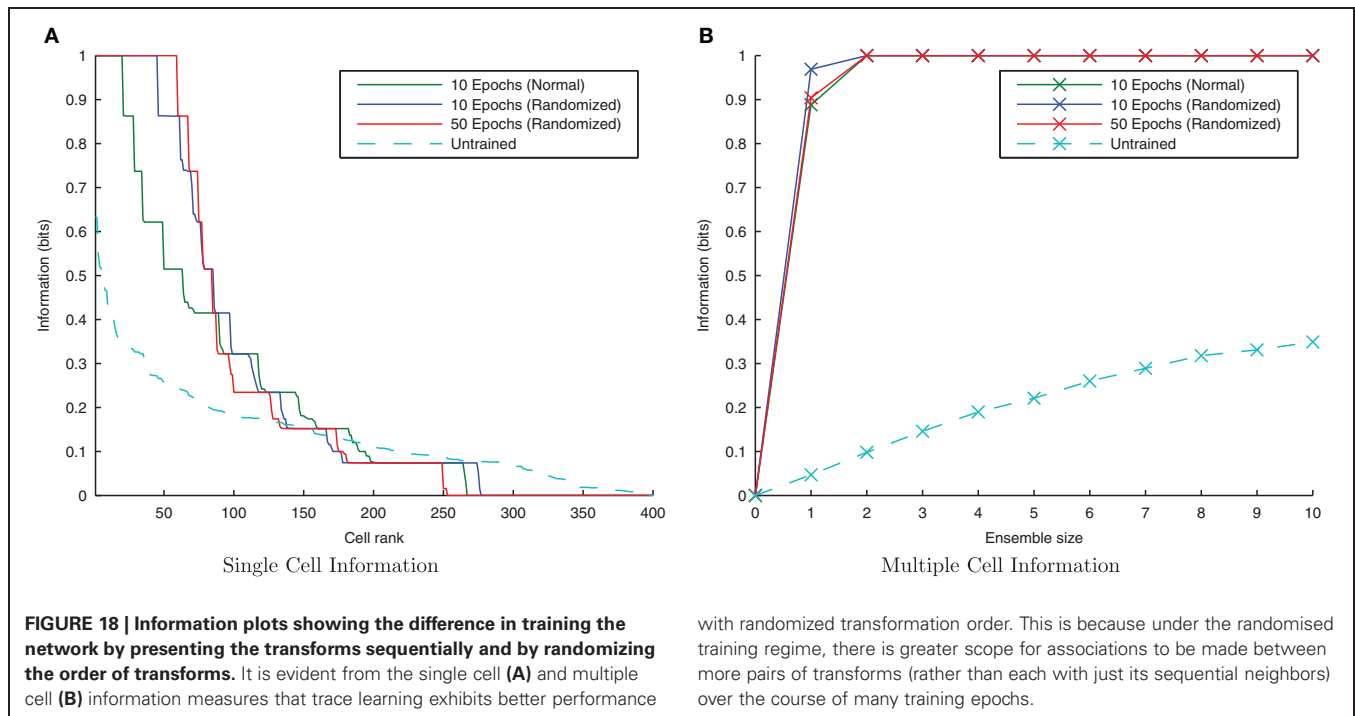 A
1
0.9
0.8
0.7
0.6
0.5
0.4
0.3
0.2
0.1
0
Information (bits)
10 Epochs (Normal)
10 Epochs (Randomized)
50 Epochs (Randomized)
Untrained
50
100
150
200
250
300
350
400
Cell rank
Single Cell Information
B
1
0.9
0.8
0.7
0.6
0.5
0.4
0.3
0.2
0.1
0
Information (bits)
10 Epochs (Normal)
10 Epochs (Randomized)
50 Epochs (Randomized)
Untrained
0
1
2
3
4
5
6
7
8
9
10
Ensemble size
Multiple Cell Information
FIGURE 18 | Information plots showing the difference in training the
network by presenting the transforms sequentially and by randomizing
the order of transforms. It is evident from the single cell (A) and multiple
cell (B) information measures that trace learning exhibits better performance
with randomized transformation order. This is because under the randomised
training regime, there is greater scope for associations to be made between
more pairs of transforms (rather than each with just its sequential neighbors)
over the course of many training epochs.